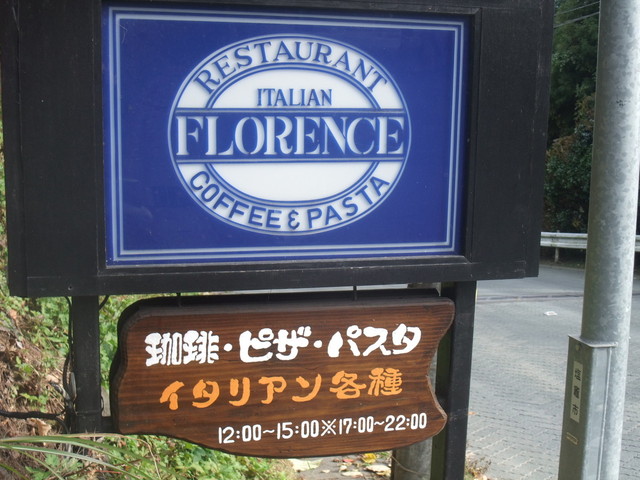 RESTAURANT
ITALIAN
FLORENCE
COFFEE & PASTA
珈琲・ピザ・パスタ
イタリアン各種
12:00~15:00※17:00~22:00